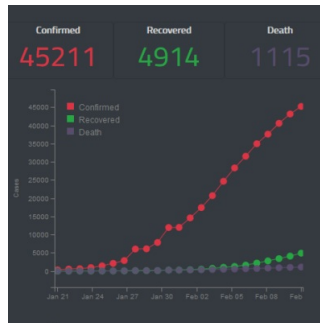 Confirmed
Recovered
Death
45211
4914
1115
Confirmed
Recovered
Death
45000
40000
35000
30000
25000
20000
15000
10000
5000
0
Cases
Jan 21
Jan 24
Jan 27
Jan 30
Feb 02
Feb 05
Feb 08
Feb